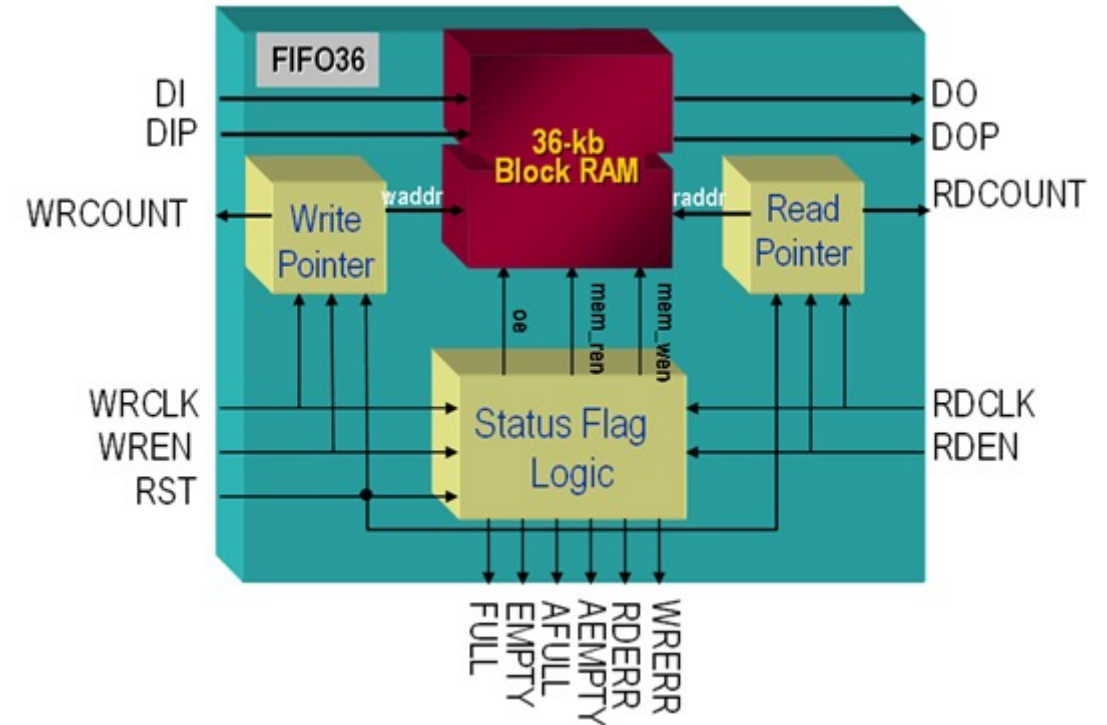 FIFO36
DI
DIP
DO
DOP
36-kb
Block RAM
WRCOUNT
Write
Pointer
waddr
raddr
Read
Pointer
RDCOUNT
oe
mem_ren
mem_wen
WRCLK
WREN
RST
Status Flag
Logic
RDCLK
RDEN
FULL
EMPTY
AFULL
AEMPTY
RDERR
WRERR